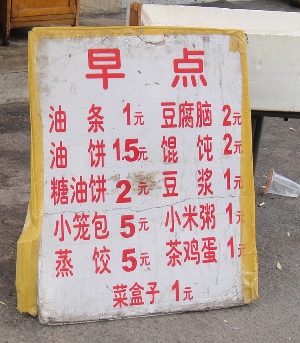 早点
油条 1元 豆腐脑 2元
油饼 1.5元 馄饨 2元
糖油饼 2元 豆浆 1元
小笼包 5元 小米粥 1元
蒸饺 5元 茶鸡蛋 1元
菜盒子 1元